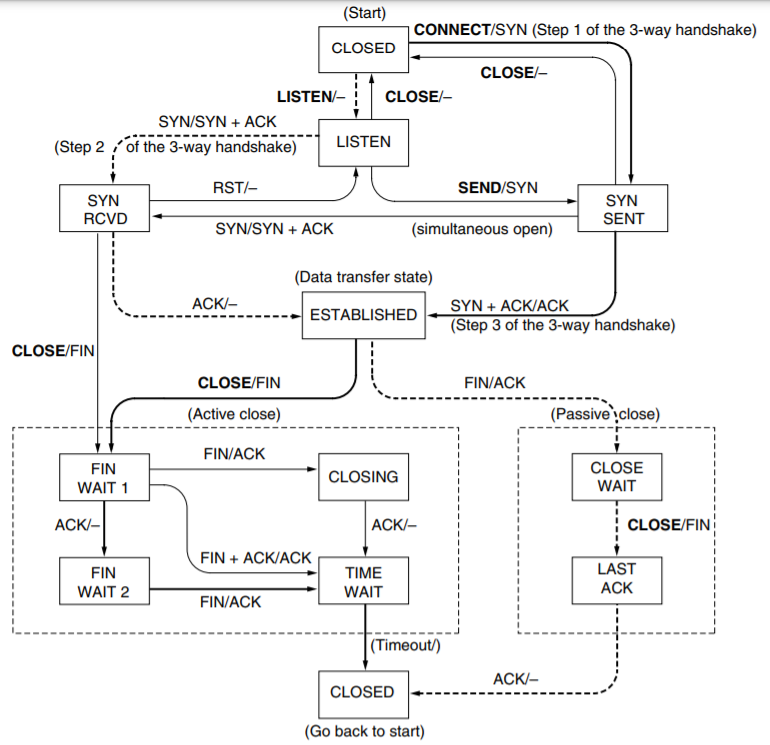 (Start)
CLOSED
CONNECT/SYN (Step 1 of the 3-way handshake)
CLOSE/–
LISTEN/–
CLOSE/–
SYN/SYN + ACK
(Step 2 of the 3-way handshake)
LISTEN
RST/–
SEND/SYN
SYN
RCVD
SYN
SENT
SYN/SYN + ACK
(simultaneous open)
(Data transfer state)
ACK/–
ESTABLISHED
SYN + ACK/ACK
(Step 3 of the 3-way handshake)
CLOSE/FIN
CLOSE/FIN
FIN/ACK
(Active close)
(Passive close)
FIN
WAIT 1
FIN/ACK
CLOSING
CLOSE
WAIT
ACK/–
ACK/–
CLOSE/FIN
FIN + ACK/ACK
FIN
WAIT 2
TIME
WAIT
LAST
ACK
FIN/ACK
(Timeout/)
CLOSED
ACK/–
(Go back to start)